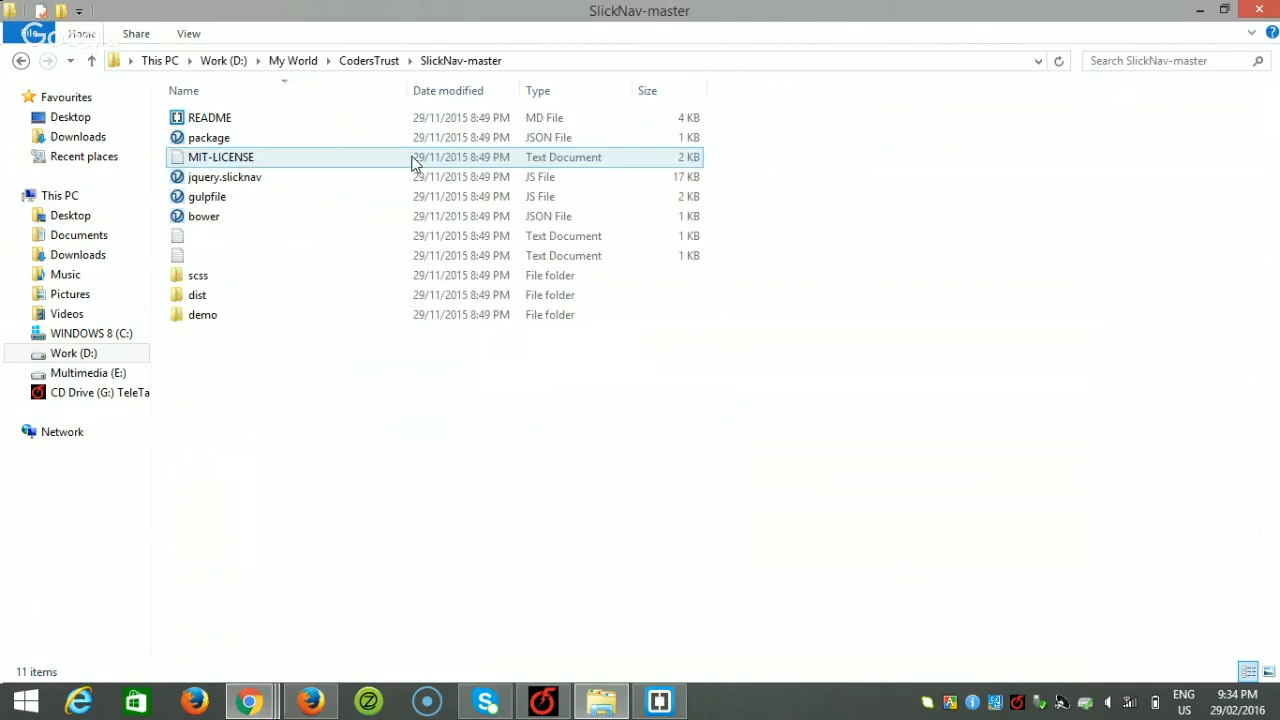 SlickNav-master
File
Home
Share
View
This PC
Work (D:)
My World
CodersTrust
SlickNav-master
Search SlickNav-master
Name
Date modified
Type
Size
Favourites
Desktop
Downloads
Recent places
This PC
Desktop
Documents
Downloads
Music
Pictures
Videos
WINDOWS 8 (C:)
Work (D:)
Multimedia (E:)
CD Drive (G:) TeleTa
Network
README 29/11/2015 8:49 PM MD File 4 KB
package 29/11/2015 8:49 PM JSON File 1 KB
MIT-LICENSE 29/11/2015 8:49 PM Text Document 2 KB
jquery.slicknav 29/11/2015 8:49 PM JS File 17 KB
gulpfile 29/11/2015 8:49 PM JS File 2 KB
bower 29/11/2015 8:49 PM JSON File 1 KB
29/11/2015 8:49 PM Text Document 1 KB
29/11/2015 8:49 PM Text Document 1 KB
scss 29/11/2015 8:49 PM File folder
dist 29/11/2015 8:49 PM File folder
demo 29/11/2015 8:49 PM File folder
11 items
ENG
US
9:34 PM
29/02/2016